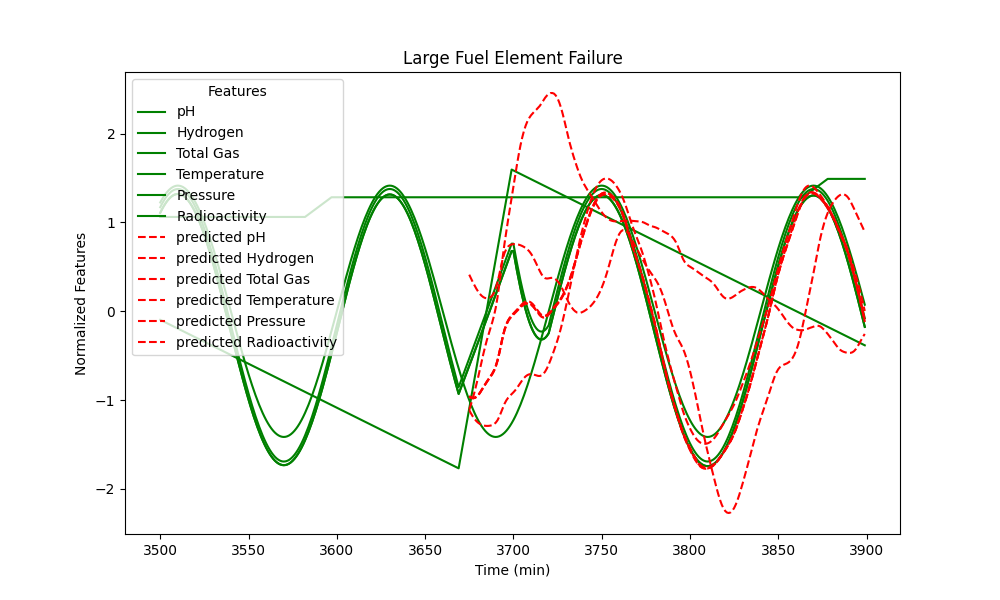 Large Fuel Element Failure
Normalized Features
2
1
0
−1
−2
Features
pH
Hydrogen
Total Gas
Temperature
Pressure
Radioactivity
predicted pH
predicted Hydrogen
predicted Total Gas
predicted Temperature
predicted Pressure
predicted Radioactivity
3500 3550 3600 3650 3700 3750 3800 3850 3900
Time (min)